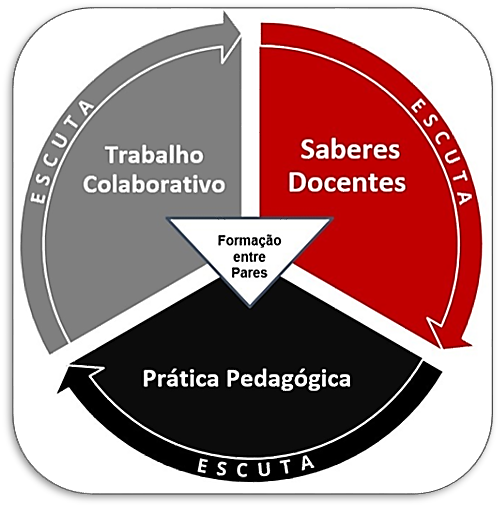 ESCUTA
Trabalho
Colaborativo
ESCUTA
Saberes
Docentes
Formação
entre
Pares
Prática Pedagógica
ESCUTA